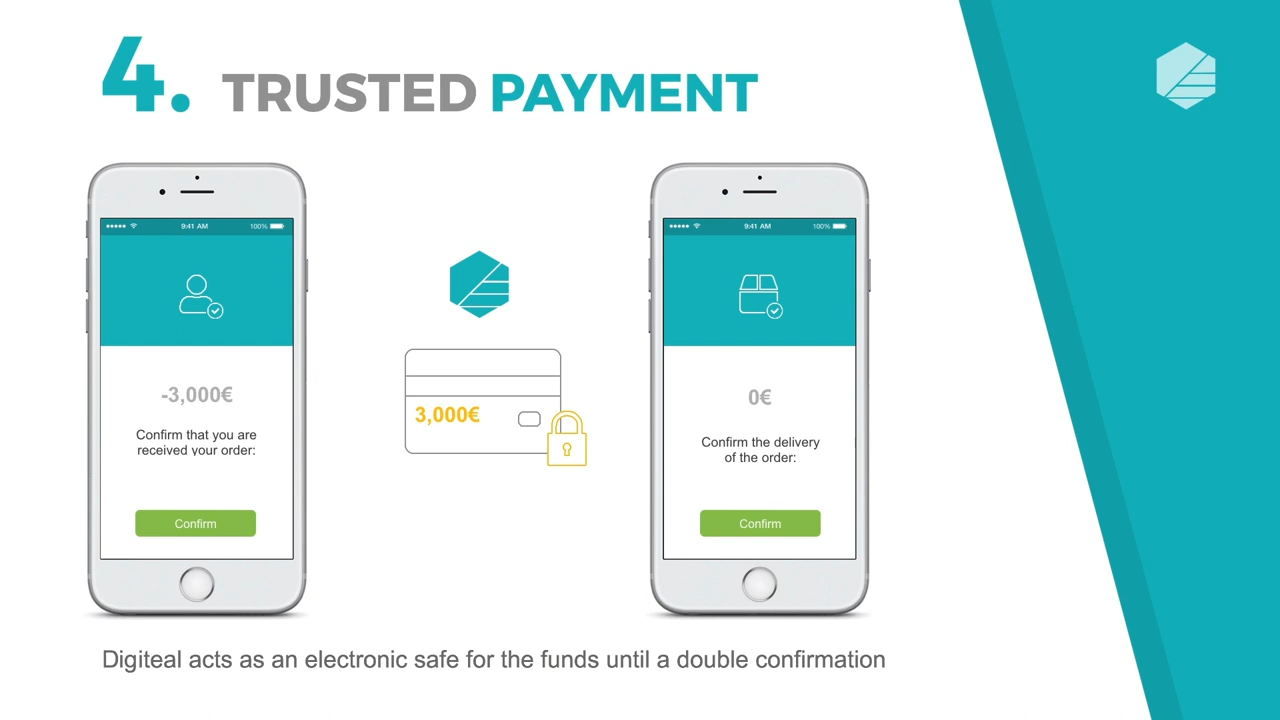 4. TRUSTED PAYMENT
9:41 AM 100%
-3,000€
Confirm that you are
received your order:
Confirm
3,000€
9:41 AM 100%
0€
Confirm the delivery
of the order:
Confirm
Digiteal acts as an electronic safe for the funds until a double confirmation